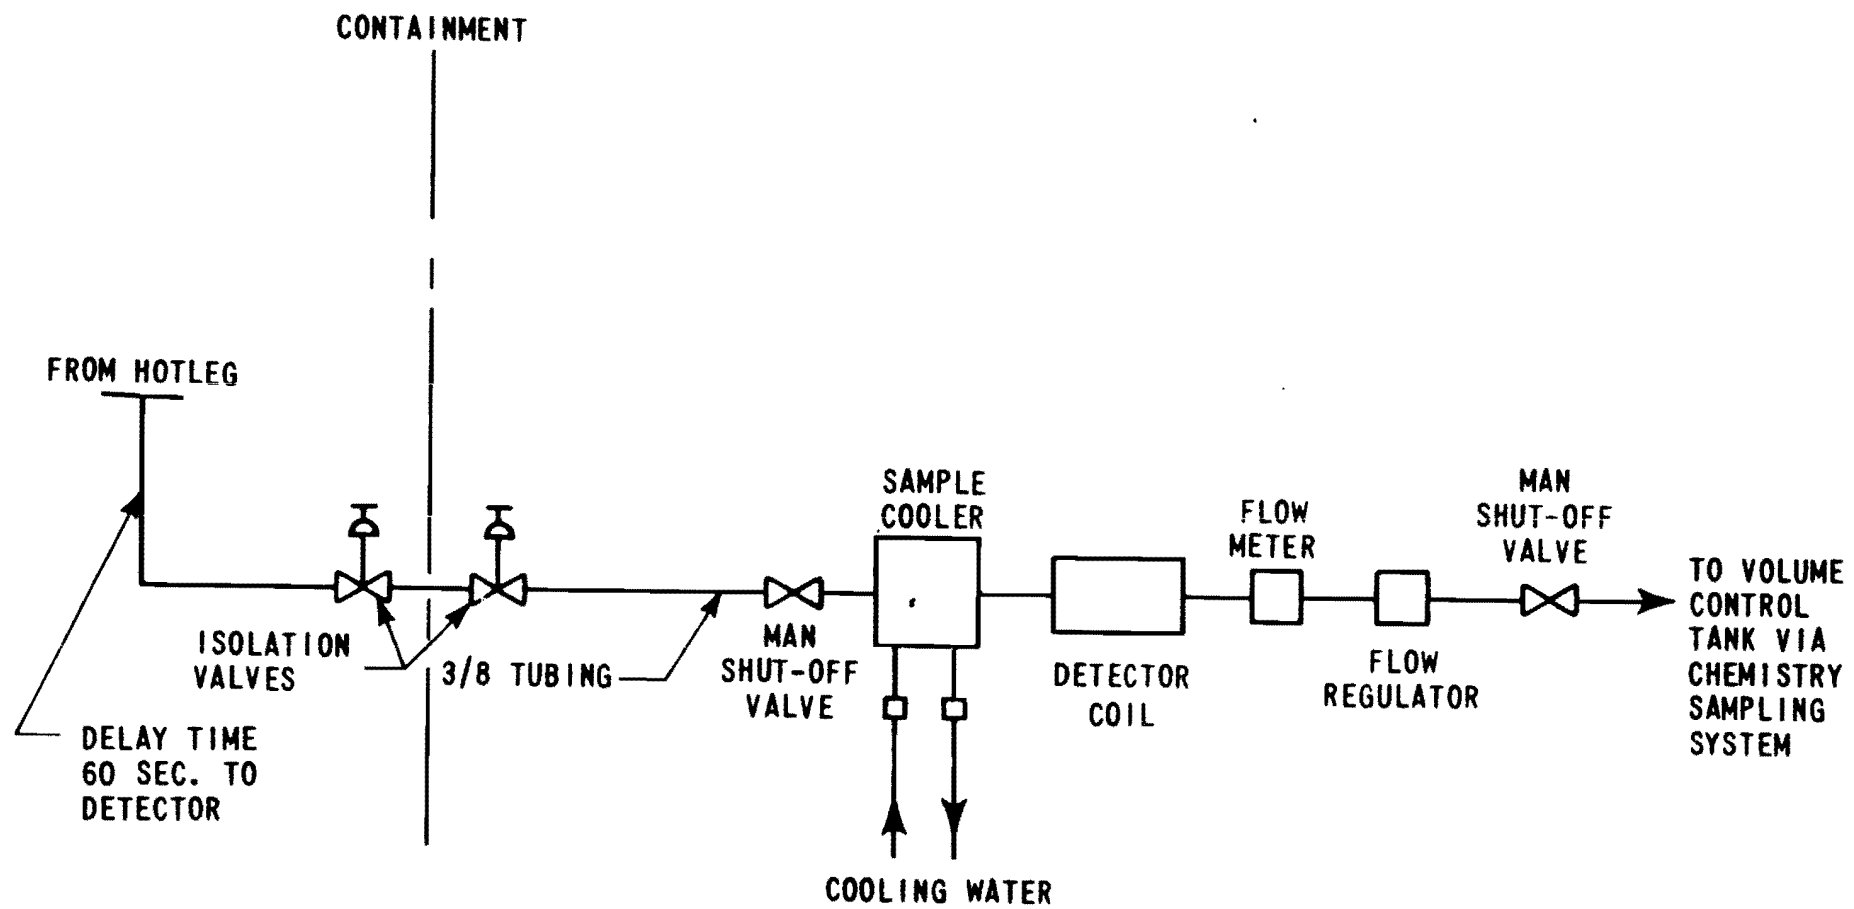 CONTAINMENT
FROM HOTLEG
SAMPLE
COOLER
FLOW
METER
MAN
SHUT-OFF
VALVE
TO VOLUME
CONTROL
TANK VIA
CHEMISTRY
SAMPLING
SYSTEM
ISOLATION
VALVES
3/8 TUBING
MAN
SHUT-OFF
VALVE
DETECTOR
COIL
FLOW
REGULATOR
DELAY TIME
60 SEC. TO
DETECTOR
COOLING WATER